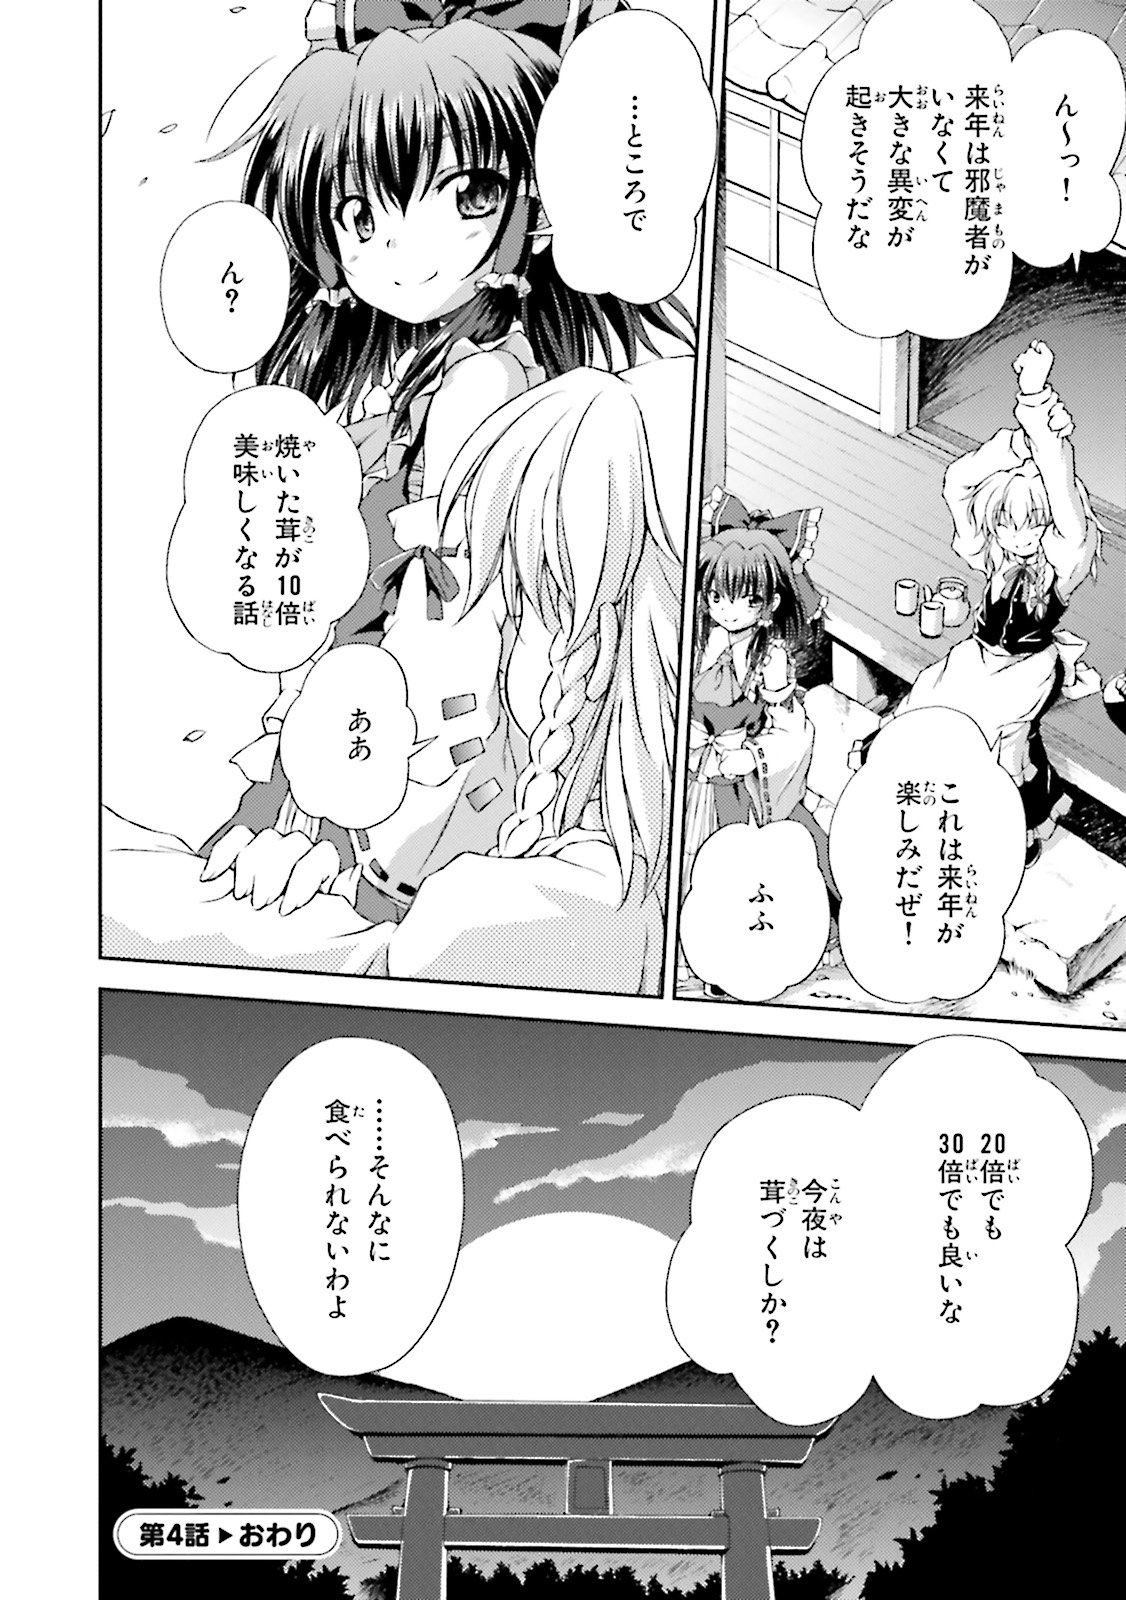 ん～っ！
来年は邪魔者が
いなくて
大きな異変が
起きそうだな
これは来年が
楽しみだぜ！
ふふ
…ところで
ん？
焼いた茸が10倍
美味しくなる話
ああ
20倍でも
30倍でも良いな
今夜は
茸づくしか？
……そんなに
食べられないわよ
第4話▶おわり